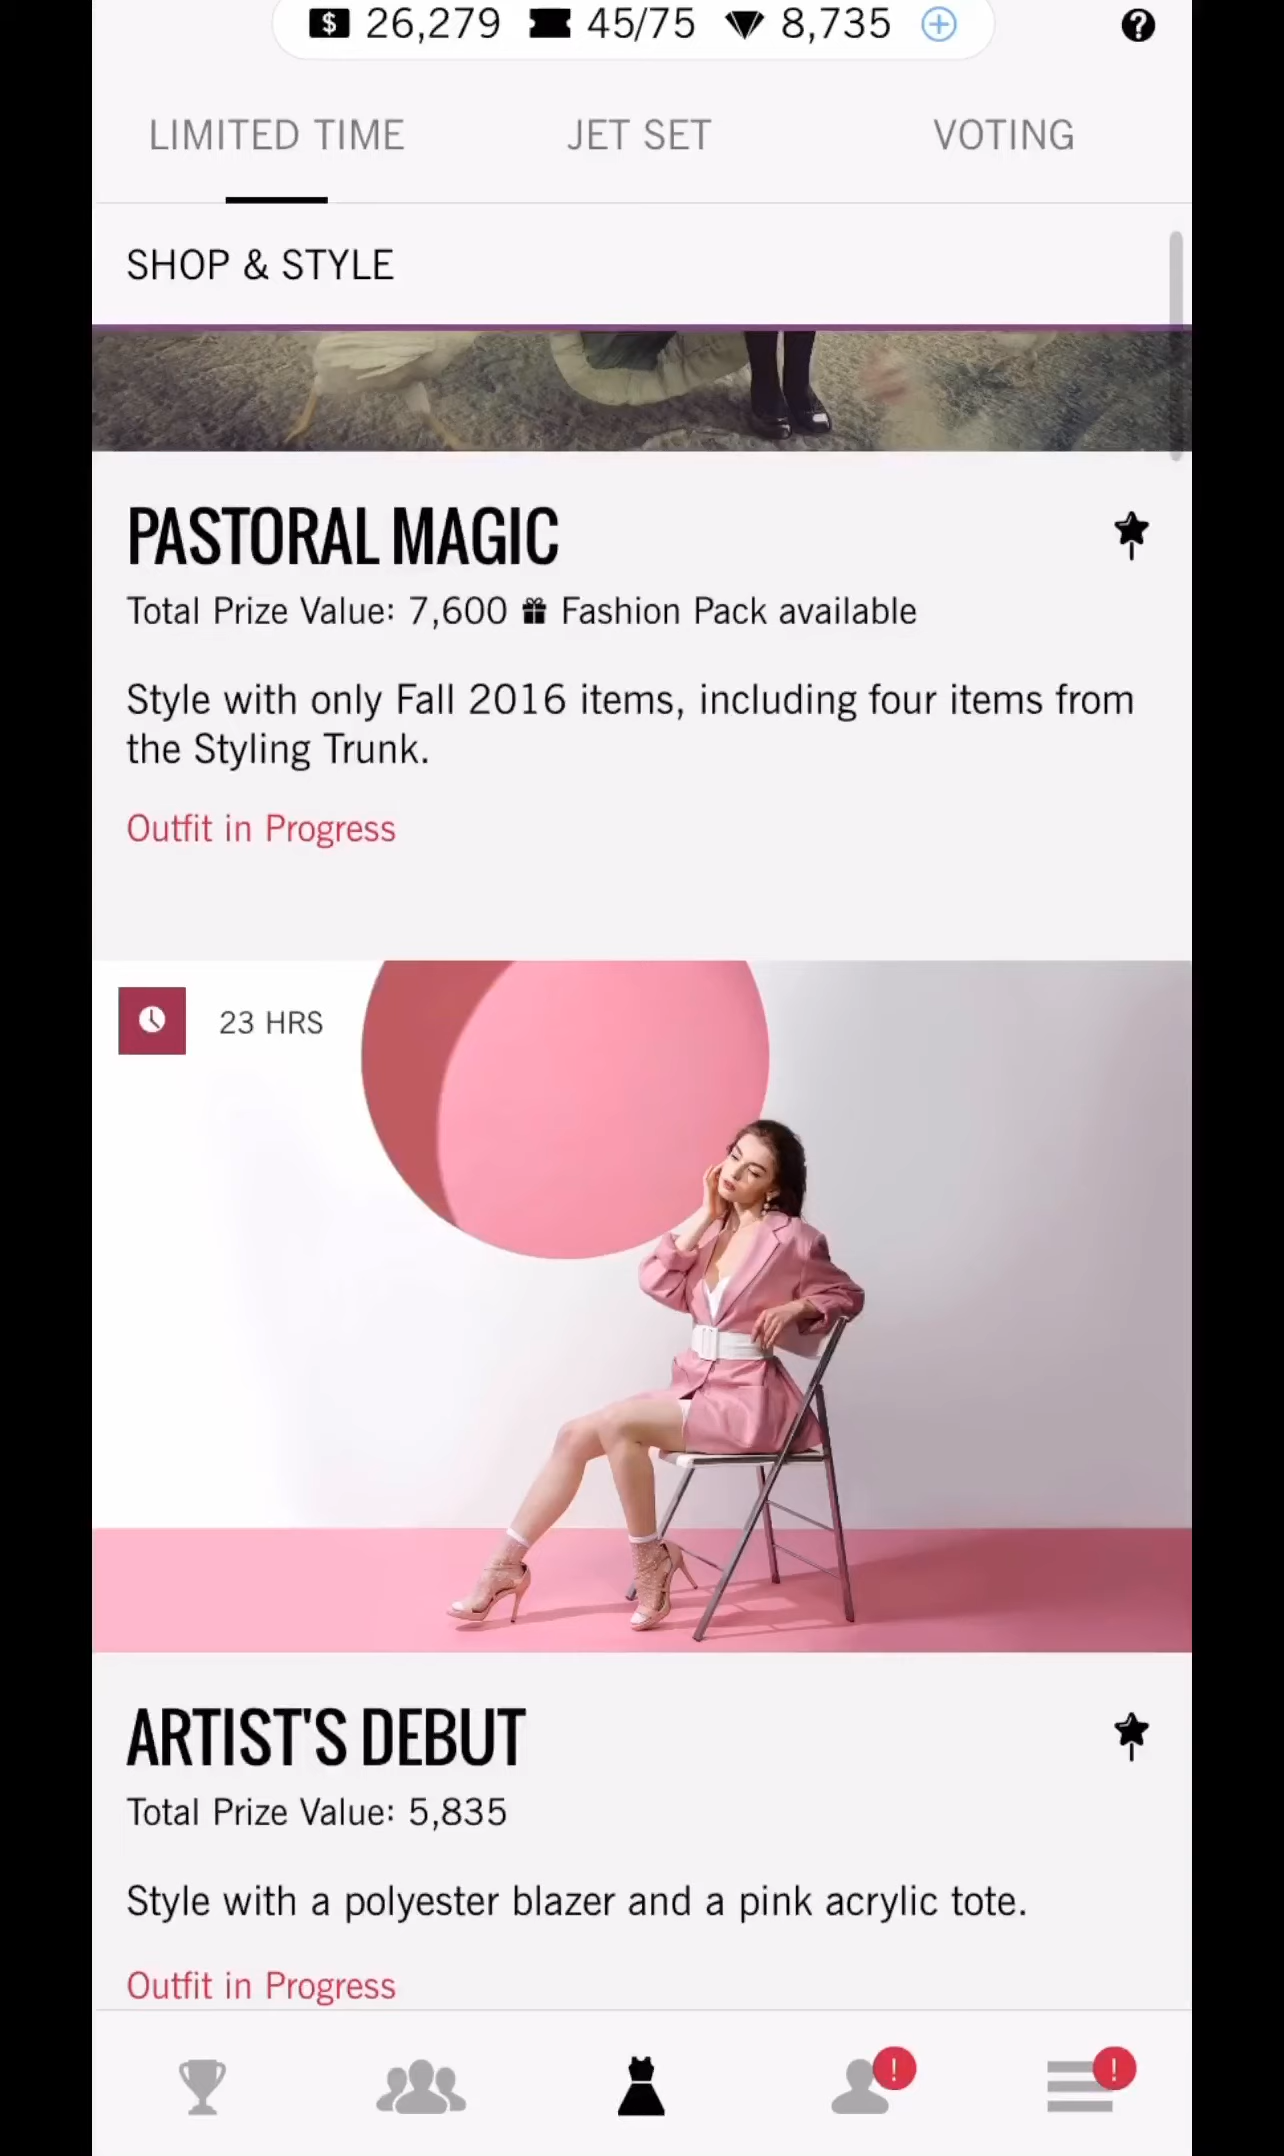 $ 26,279 45/75 8,735
LIMITED TIME JET SET VOTING
SHOP & STYLE
PASTORAL MAGIC
Total Prize Value: 7,600 Fashion Pack available
Style with only Fall 2016 items, including four items from
the Styling Trunk.
Outfit in Progress
23 HRS
ARTIST'S DEBUT
Total Prize Value: 5,835
Style with a polyester blazer and a pink acrylic tote.
Outfit in Progress